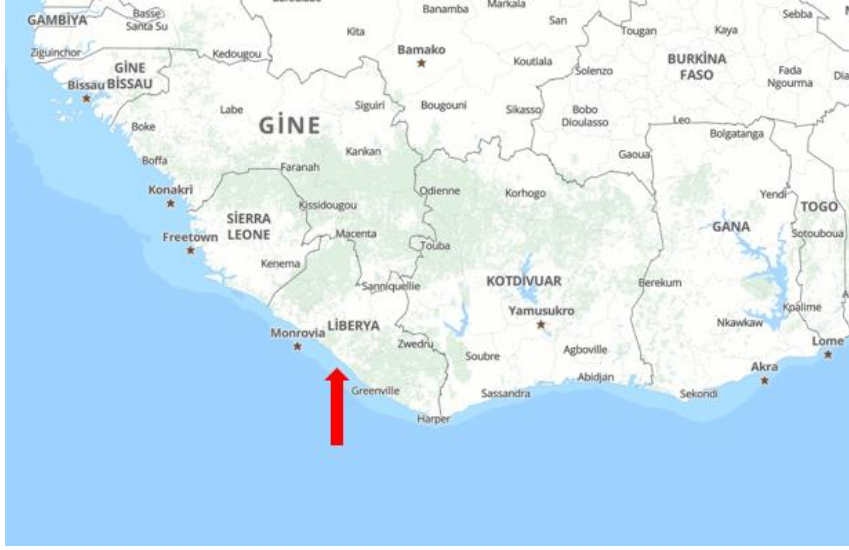 Banamba
Markala
Sebba
GAMBİYA
Basse
Santa Su
San
Tougan
Kaya
Kita
Ziguinchor
Kedougou
Bamako
Koutiala
Solenzo
BURKİNA
FASO
Fada
Ngourma
Dia
GİNE
BİSSAU
Bissau
Labe
Siguiri
Bougouni
Sikasso
Bobo
Dioulasso
Leo
Boke
GİNE
Bolgatanga
Boffa
Kankan
Gaoua
Faranah
Konakri
Odienne
Korhogo
Yendi
TOGO
Kissidougou
SİERRA
LEONE
Freetown
Macenta
Touba
GANA
Sotouboua
Kenema
Sanniquellie
KOTDİVUAR
Berekum
Yamusukro
Kpalime
Monrovia
LİBERYA
Zwedru
Nkawkaw
Soubre
Agboville
Lome
Akra
Greenville
Sassandra
Abidjan
Sekondi
Harper